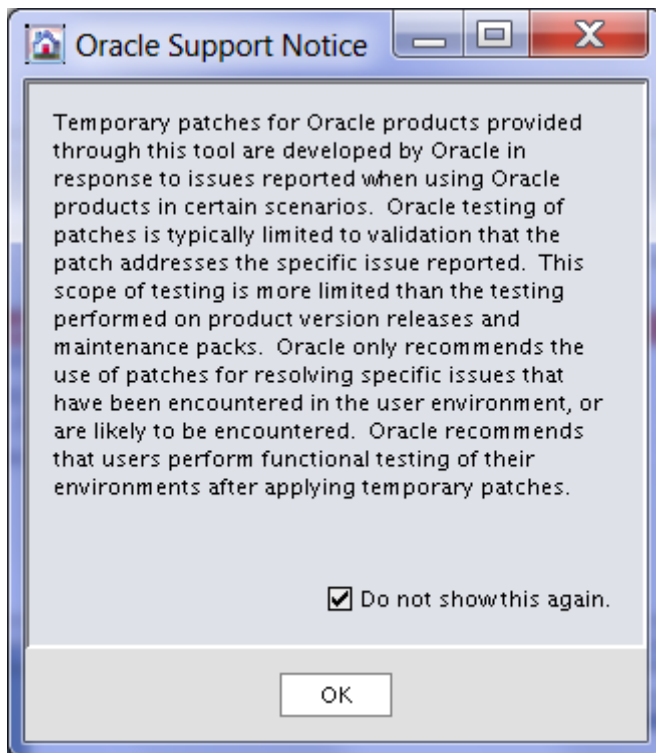 Oracle Support Notice
Temporary patches for Oracle products provided
through this tool are developed by Oracle in
response to issues reported when using Oracle
products in certain scenarios.  Oracle testing of
patches is typically limited to validation that the
patch addresses the specific issue reported.  This
scope of testing is more limited than the testing
performed on product version releases and
maintenance packs.  Oracle only recommends the
use of patches for resolving specific issues that
have been encountered in the user environment, or
are likely to be encountered.  Oracle recommends
that users perform functional testing of their
environments after applying temporary patches.
Do not show this again.
OK